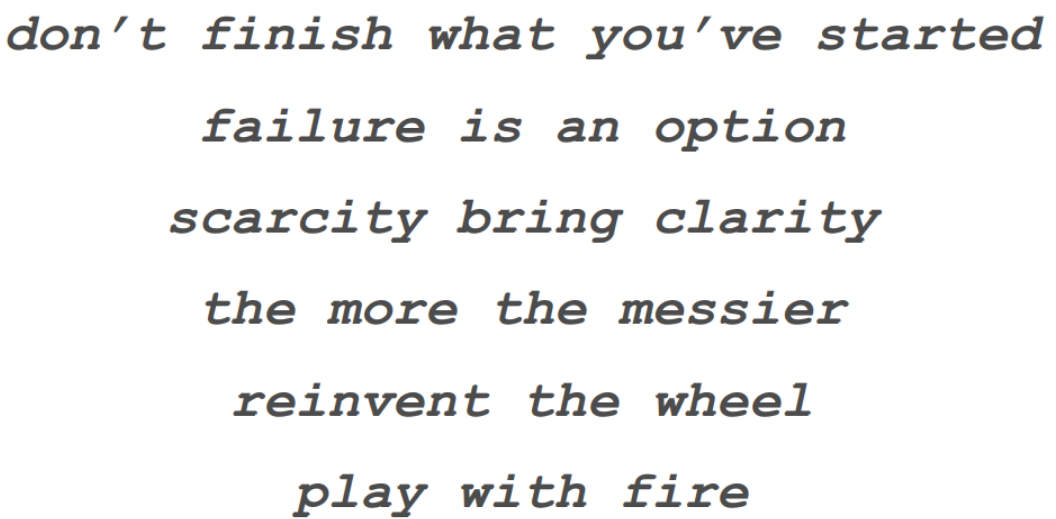 don’t finish what you’ve started
failure is an option
scarcity bring clarity
the more the messier
reinvent the wheel
play with fire